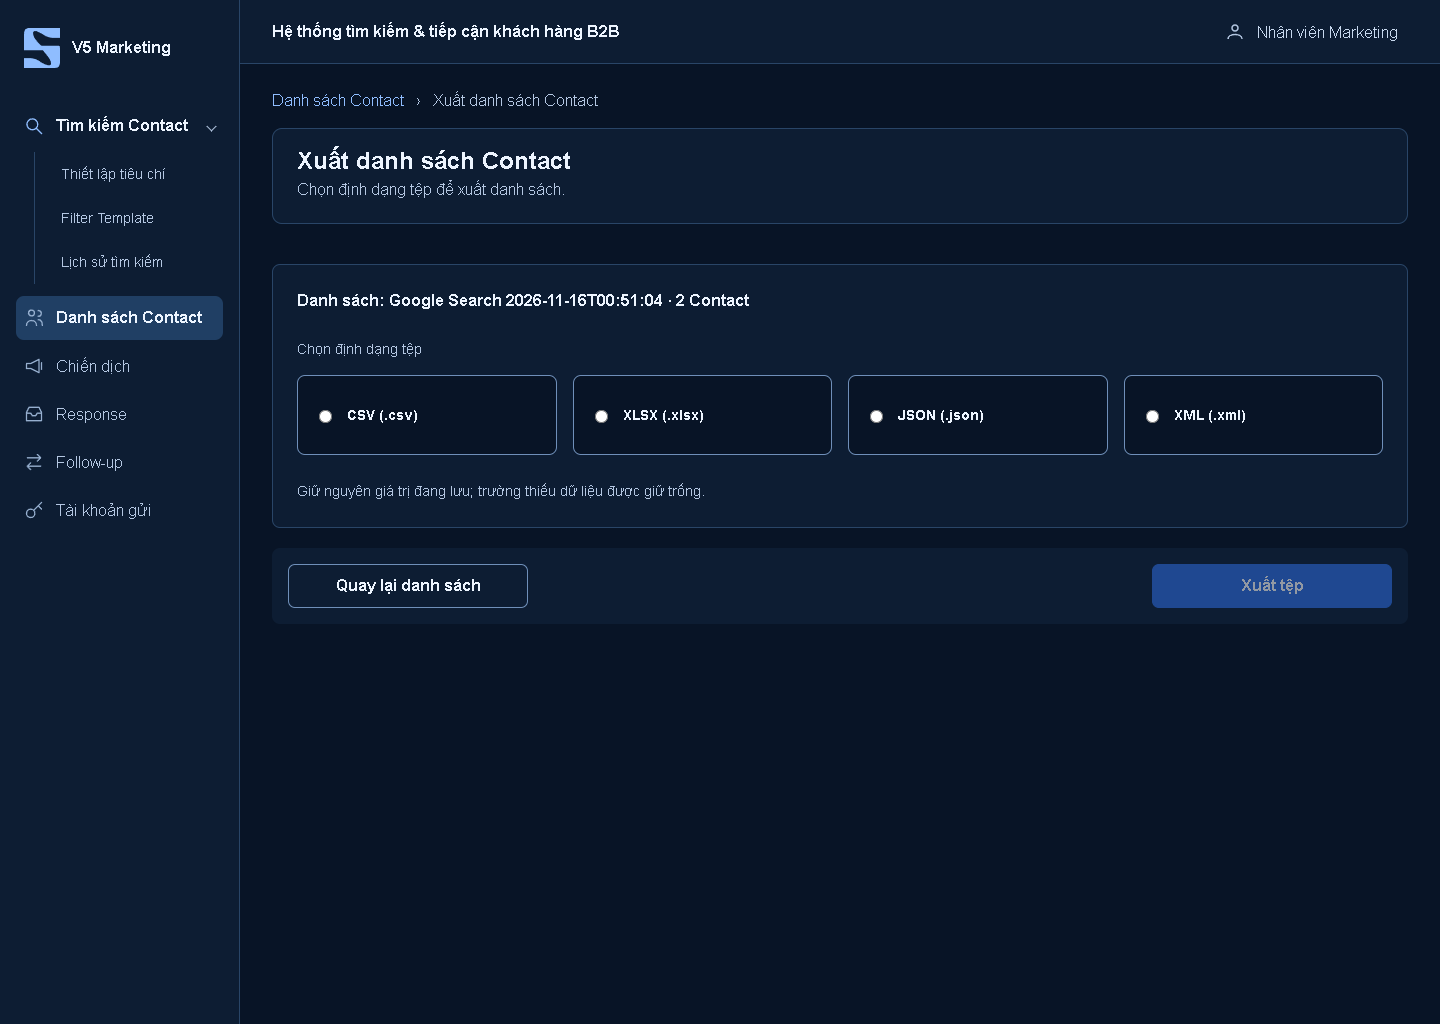 V5 Marketing
Hệ thống tìm kiếm & tiếp cận khách hàng B2B
Nhân viên Marketing
Tìm kiếm Contact
Thiết lập tiêu chí
Filter Template
Lịch sử tìm kiếm
Danh sách Contact
Chiến dịch
Response
Follow-up
Tài khoản gửi
Danh sách Contact › Xuất danh sách Contact
Xuất danh sách Contact
Chọn định dạng tệp để xuất danh sách.
Danh sách: Google Search 2026-11-16T00:51:04 · 2 Contact
Chọn định dạng tệp
CSV (.csv)
XLSX (.xlsx)
JSON (.json)
XML (.xml)
Giữ nguyên giá trị đang lưu; trường thiếu dữ liệu được giữ trống.
Quay lại danh sách
Xuất tệp